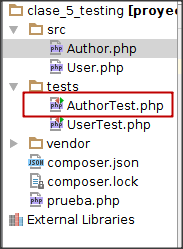 clase_5_testing [proye
src
Author.php
User.php
tests
AuthorTest.php
UserTest.php
vendor
composer.json
composer.lock
prueba.php
External Libraries